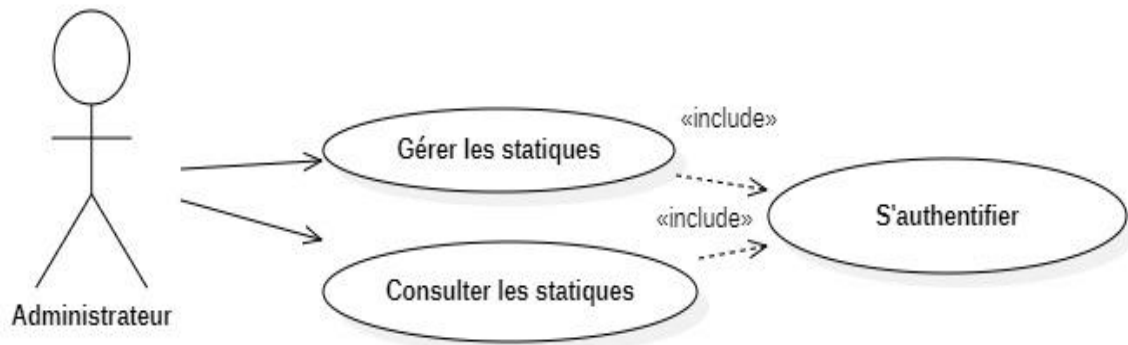 «include»
Gérer les statiques
«include»
S'authentifier
Consulter les statiques
Administrateur